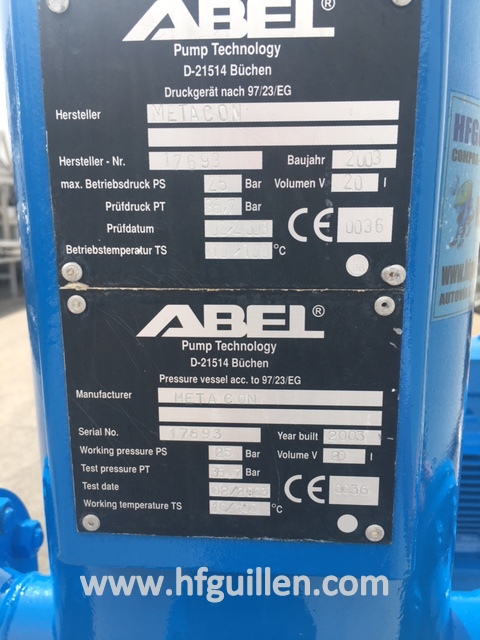 ABEL®
Pump Technology
D-21514 Büchen
Druckgerät nach 97/23/EG
Hersteller METACON
Hersteller - Nr. 17693 Baujahr 2003
max. Betriebsdruck PS 25 Bar Volumen V 20 l
Prüfdruck PT Bar
Prüfdatum CE 0036
Betriebstemperatur TS °C
ABEL®
Pump Technology
D-21514 Büchen
Pressure vessel acc. to 97/23/EG
Manufacturer METACON
Serial No. 17693 Year built 2003
Working pressure PS 25 Bar Volume V 20 l
Test pressure PT Bar
Test date CE 0036
Working temperature TS °C
www.hfguillen.com